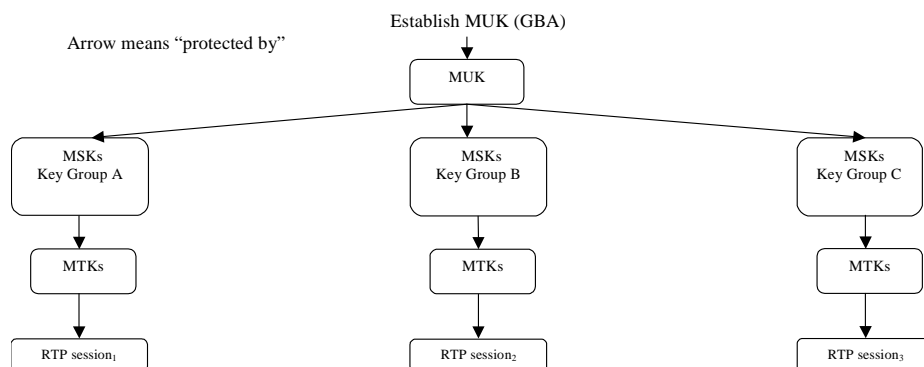 Establish MUK (GBA)
Arrow means “protected by”
MUK
MSKs
Key Group A
MSKs
Key Group B
MSKs
Key Group C
MTKs
MTKs
MTKs
RTP session₁
RTP session₂
RTP session₃